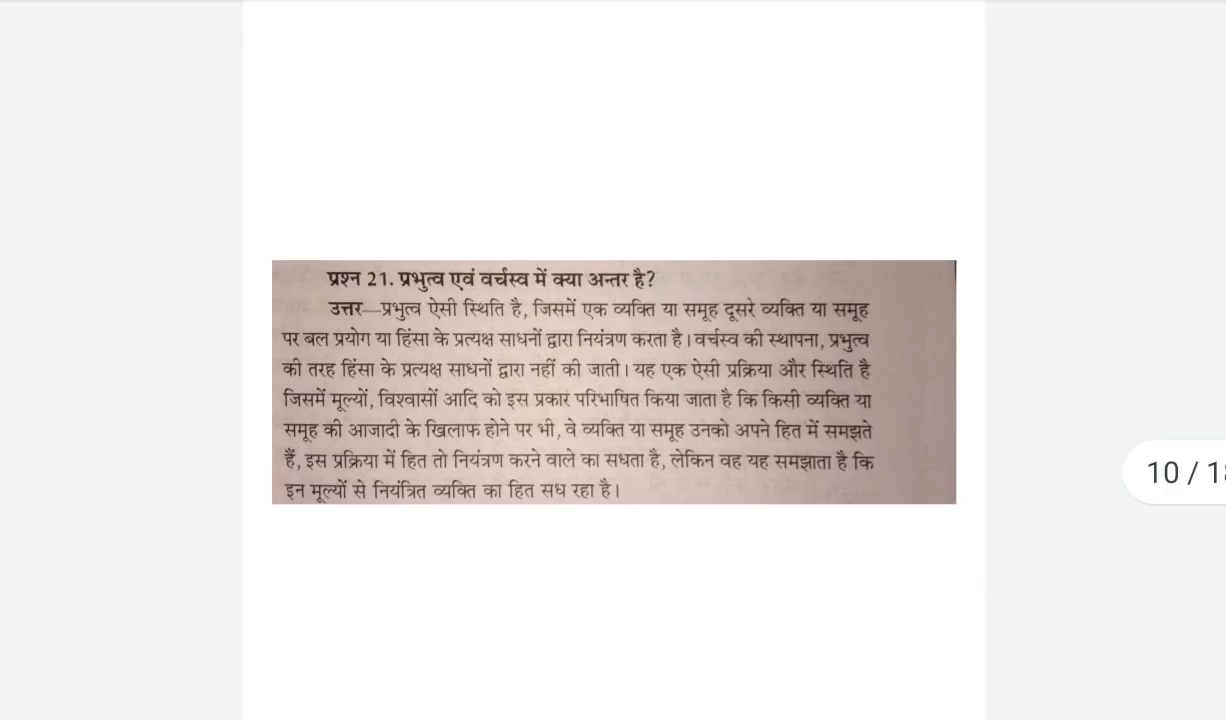 प्रश्न 21. प्रभुत्व एवं वर्चस्व में क्या अन्तर है?
उत्तर—प्रभुत्व ऐसी स्थिति है, जिसमें एक व्यक्ति या समूह दूसरे व्यक्ति या समूह
पर बल प्रयोग या हिंसा के प्रत्यक्ष साधनों द्वारा नियंत्रण करता है। वर्चस्व की स्थापना, प्रभुत्व
की तरह हिंसा के प्रत्यक्ष साधनों द्वारा नहीं की जाती। यह एक ऐसी प्रक्रिया और स्थिति है
जिसमें मूल्यों, विश्वासों आदि को इस प्रकार परिभाषित किया जाता है कि किसी व्यक्ति या
समूह की आजादी के खिलाफ होने पर भी, वे व्यक्ति या समूह उनको अपने हित में समझते
हैं, इस प्रक्रिया में हित तो नियंत्रण करने वाले का सधता है, लेकिन वह यह समझाता है कि
इन मूल्यों से नियंत्रित व्यक्ति का हित सध रहा है।
10 / 18